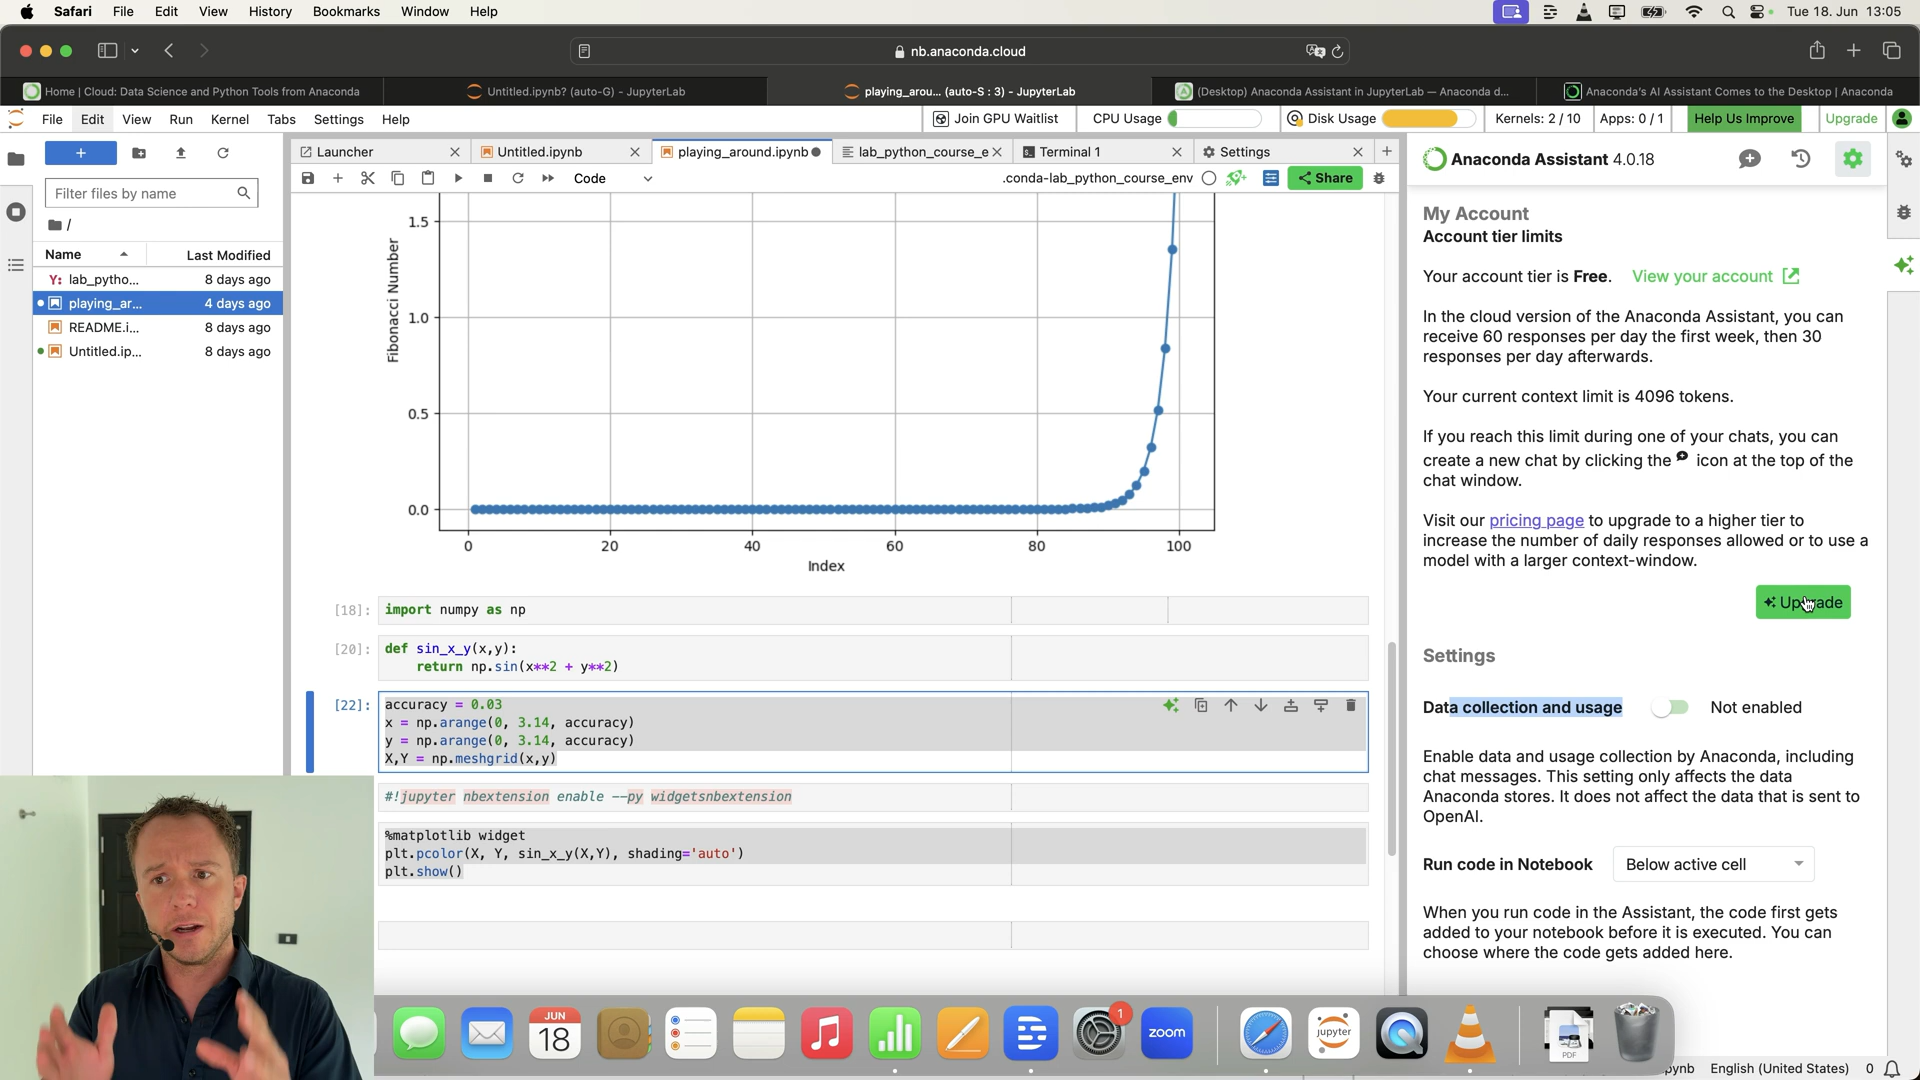 Safari File Edit View History Bookmarks Window Help
Tue 18. Jun 13:05
nb.anaconda.cloud
Home | Cloud: Data Science and Python Tools from Anaconda
Untitled.ipynb? (auto-G) - JupyterLab
playing_arou... (auto-S : 3) - JupyterLab
(Desktop) Anaconda Assistant in JupyterLab — Anaconda d...
Anaconda's AI Assistant Comes to the Desktop | Anaconda
File Edit View Run Kernel Tabs Settings Help
Join GPU Waitlist
CPU Usage
Disk Usage
Kernels: 2 / 10
Apps: 0 / 1
Help Us Improve
Upgrade
Filter files by name
/
Name Last Modified
Y: lab_pytho... 8 days ago
playing_ar... 4 days ago
README.i... 8 days ago
Untitled.ip... 8 days ago
Launcher
Untitled.ipynb
playing_around.ipynb
lab_python_course_e
Terminal 1
Settings
Code
.conda-lab_python_course_env
Share
1.5
1.0
0.5
0.0
Fibonacci Number
0 20 40 60 80 100
Index
[18]: import numpy as np
[20]: def sin_x_y(x,y):
return np.sin(x**2 + y**2)
[22]: accuracy = 0.03
x = np.arange(0, 3.14, accuracy)
y = np.arange(0, 3.14, accuracy)
X,Y = np.meshgrid(x,y)
#!jupyter nbextension enable --py widgetsnbextension
%matplotlib widget
plt.pcolor(X, Y, sin_x_y(X,Y), shading='auto')
plt.show()
Anaconda Assistant 4.0.18
My Account
Account tier limits
Your account tier is Free. View your account
In the cloud version of the Anaconda Assistant, you can
receive 60 responses per day the first week, then 30
responses per day afterwards.
Your current context limit is 4096 tokens.
If you reach this limit during one of your chats, you can
create a new chat by clicking the icon at the top of the
chat window.
Visit our pricing page to upgrade to a higher tier to
increase the number of daily responses allowed or to use a
model with a larger context-window.
Upgrade
Settings
Data collection and usage Not enabled
Enable data and usage collection by Anaconda, including
chat messages. This setting only affects the data
Anaconda stores. It does not affect the data that is sent to
OpenAI.
Run code in Notebook Below active cell
When you run code in the Assistant, the code first gets
added to your notebook before it is executed. You can
choose where the code gets added here.
JUN
18
1
zoom
jupyter
PDF
pynb English (United States) 0